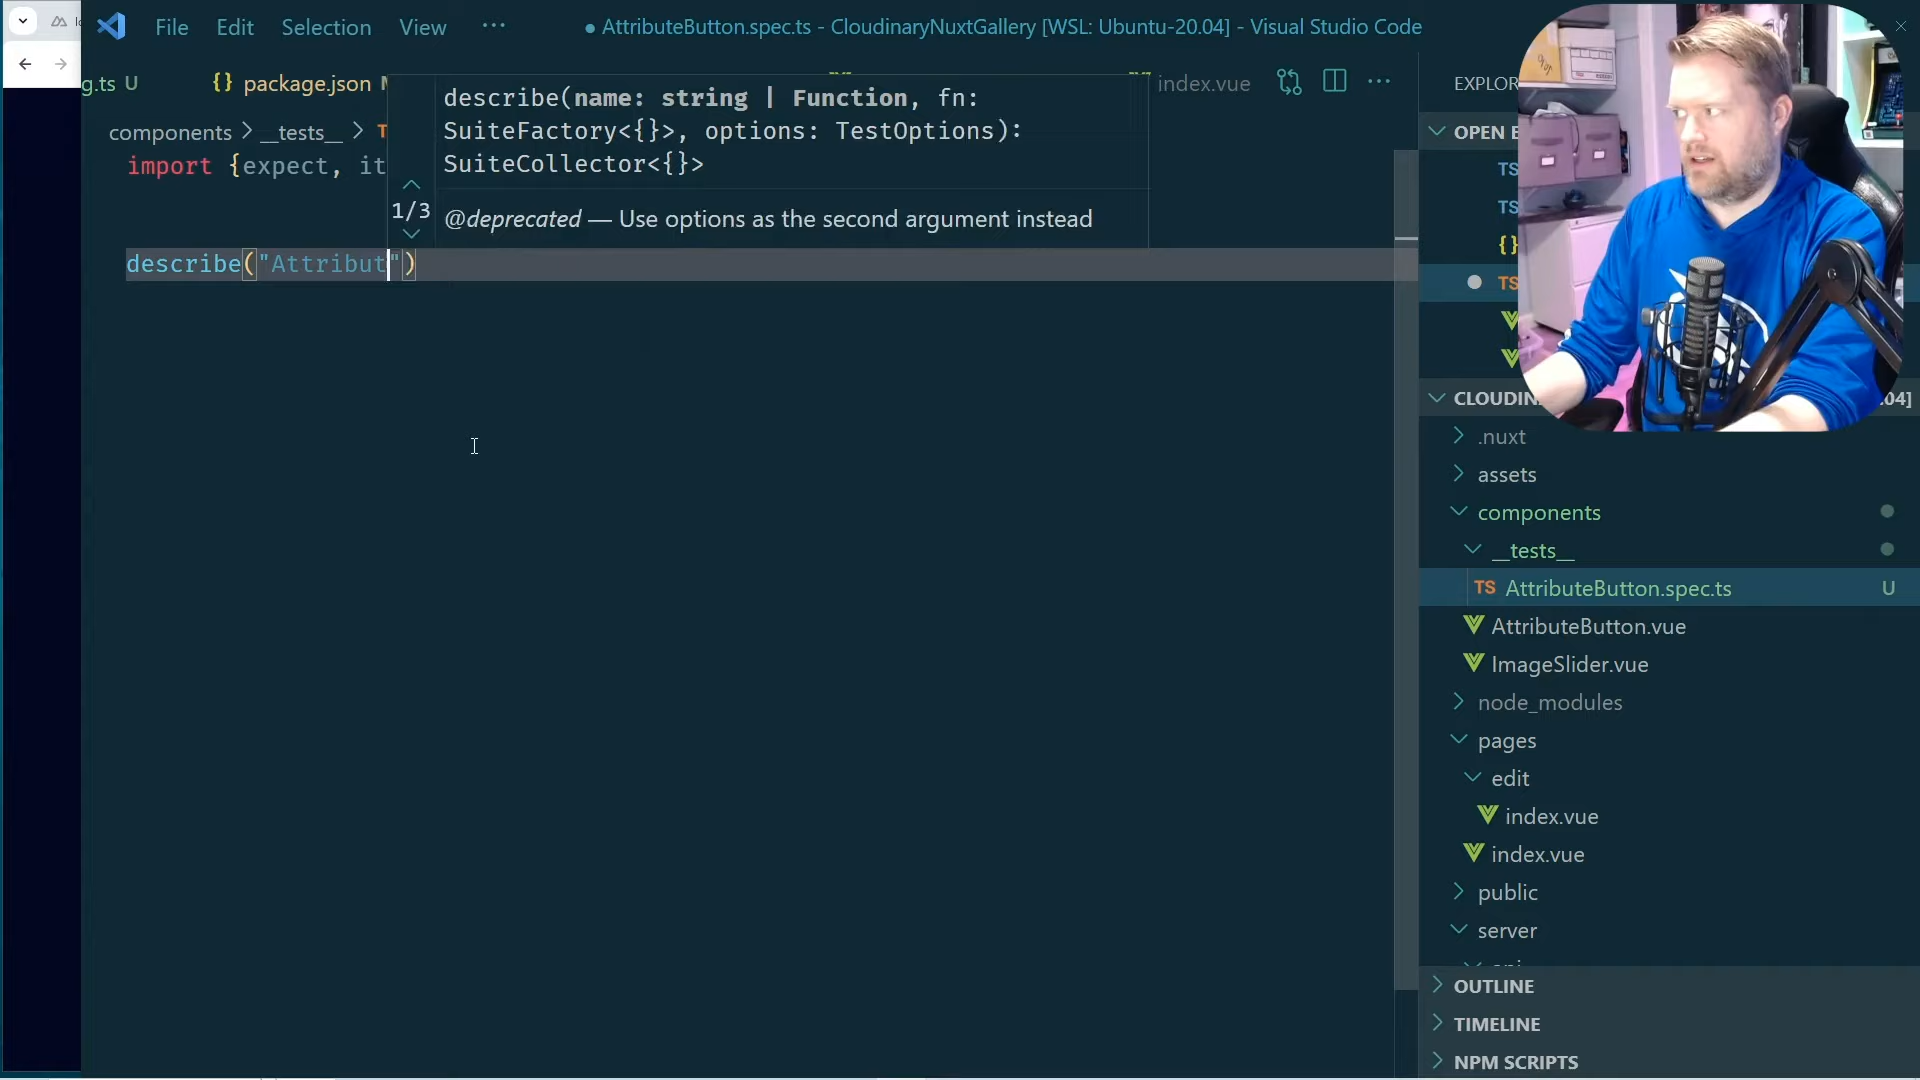 File Edit Selection View ··· ● AttributeButton.spec.ts - CloudinaryNuxtGallery [WSL: Ubuntu-20.04] - Visual Studio Code
g.ts U {} package.json index.vue ···
EXPLOR
describe(name: string | Function, fn:
SuiteFactory<{}>, options: TestOptions):
SuiteCollector<{}>
1/3
@deprecated — Use options as the second argument instead
components > __tests__ > T
import {expect, it
describe("Attribut")
OPEN E
TS
TS
{}
TS
CLOUDIN .04]
.nuxt
assets
components
__tests__
TS AttributeButton.spec.ts U
AttributeButton.vue
ImageSlider.vue
node_modules
pages
edit
index.vue
index.vue
public
server
OUTLINE
TIMELINE
NPM SCRIPTS